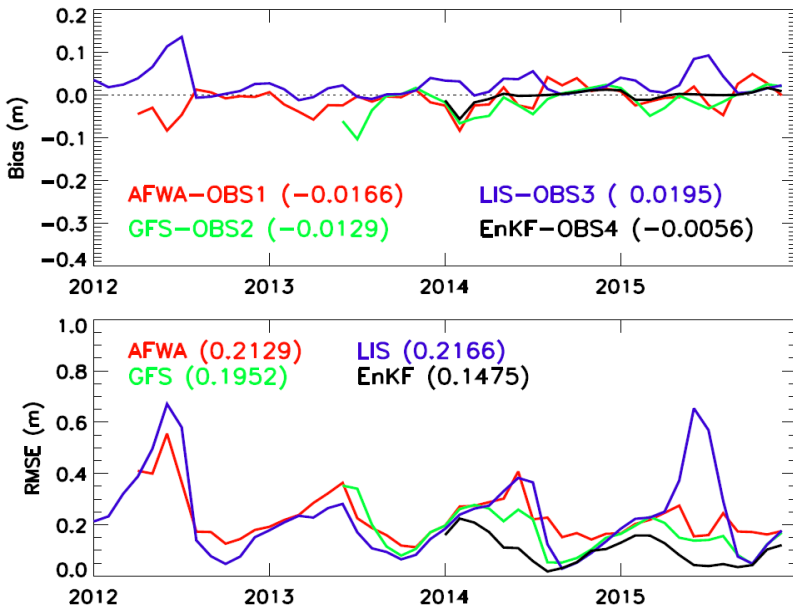 0.2
0.1
0.0
−0.1
−0.2
−0.3
−0.4
Bias (m)
AFWA−OBS1 (−0.0166) LIS−OBS3 ( 0.0195)
GFS−OBS2 (−0.0129) EnKF−OBS4 (−0.0056)
2012 2013 2014 2015
1.0
0.8
0.6
0.4
0.2
0.0
RMSE (m)
AFWA (0.2129) LIS (0.2166)
GFS (0.1952) EnKF (0.1475)
2012 2013 2014 2015